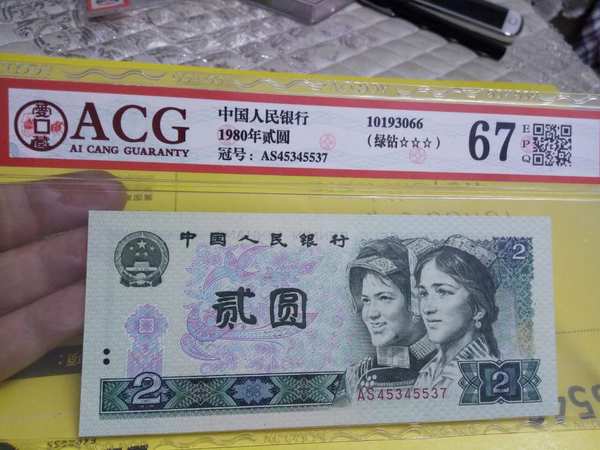 ACG
AI CANG GUARANTY
中国人民银行
1980年贰圆
冠号：AS45345537
10193066
（绿钻☆☆☆）
67
EPQ
中国人民银行
贰圆
2
2
2
AS45345537